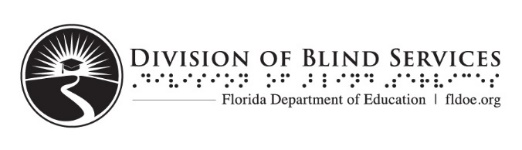 DIVISION OF BLIND SERVICES
⠠⠙⠊⠧⠊⠎⠊⠕⠝ ⠕⠋ ⠠⠃⠇⠊⠝⠙ ⠠⠎⠑⠗⠧⠊⠉⠑⠎
Florida Department of Education | fldoe.org